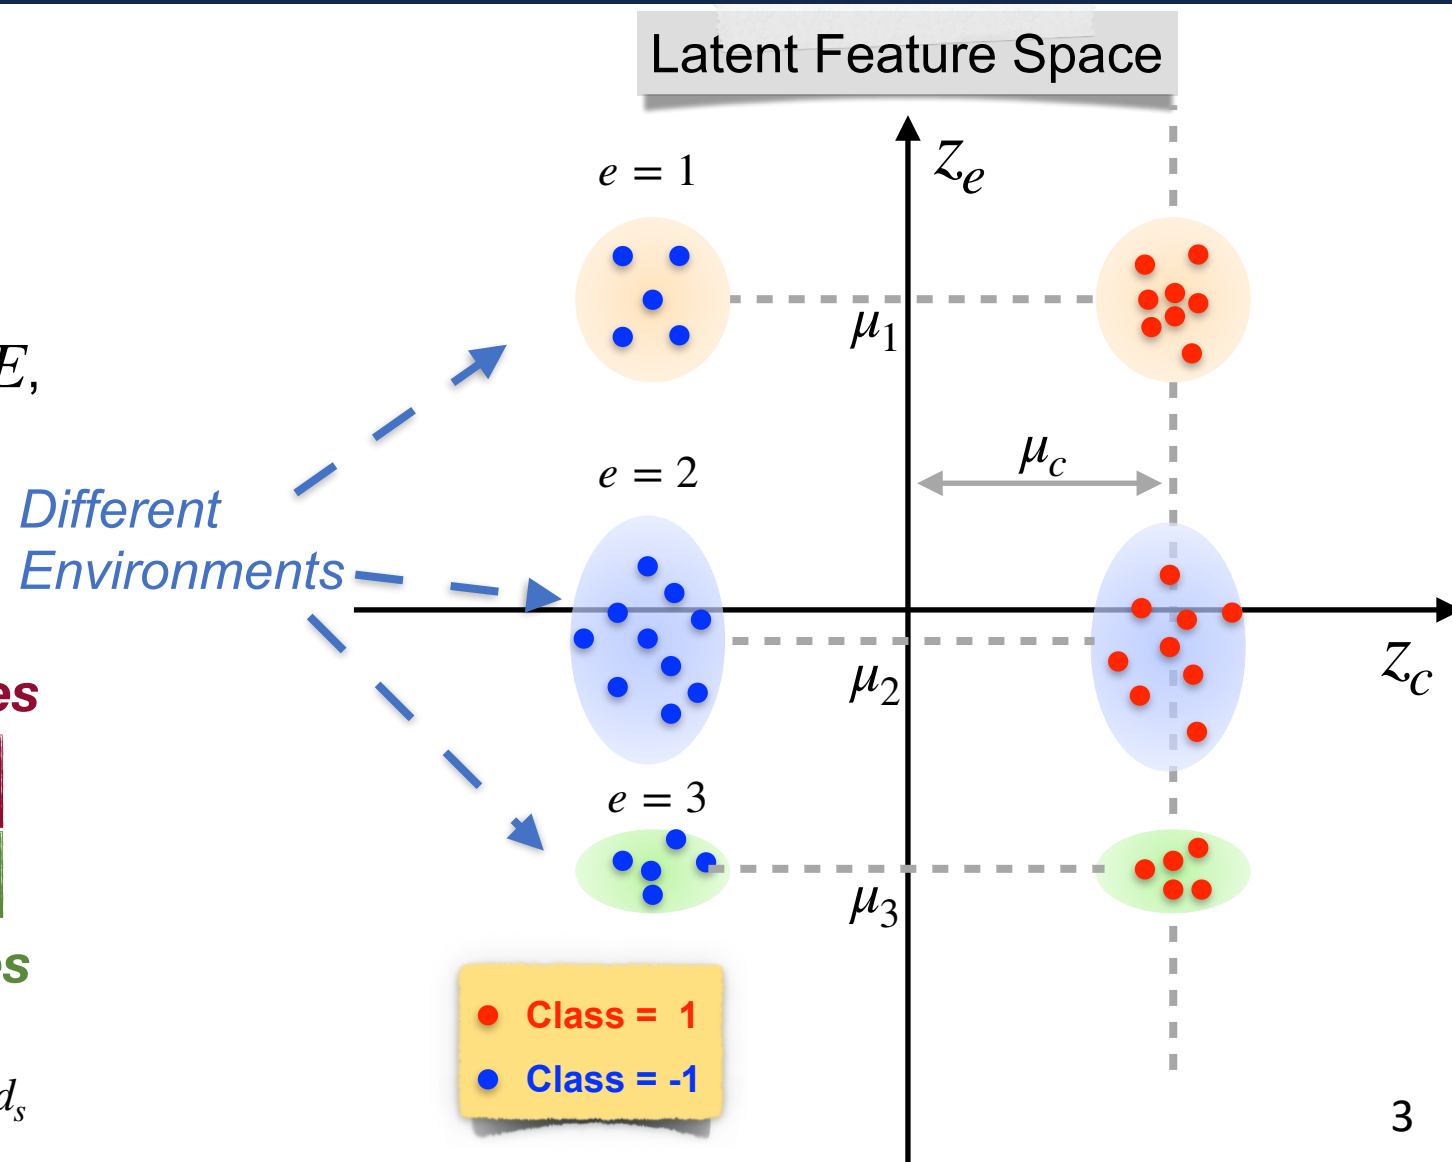 Latent Feature Space
z_e
e = 1
μ_1
E,
μ_c
e = 2
Different
Environments
z_c
μ_2
es
e = 3
μ_3
es
Class = 1
Class = -1
d_s
3